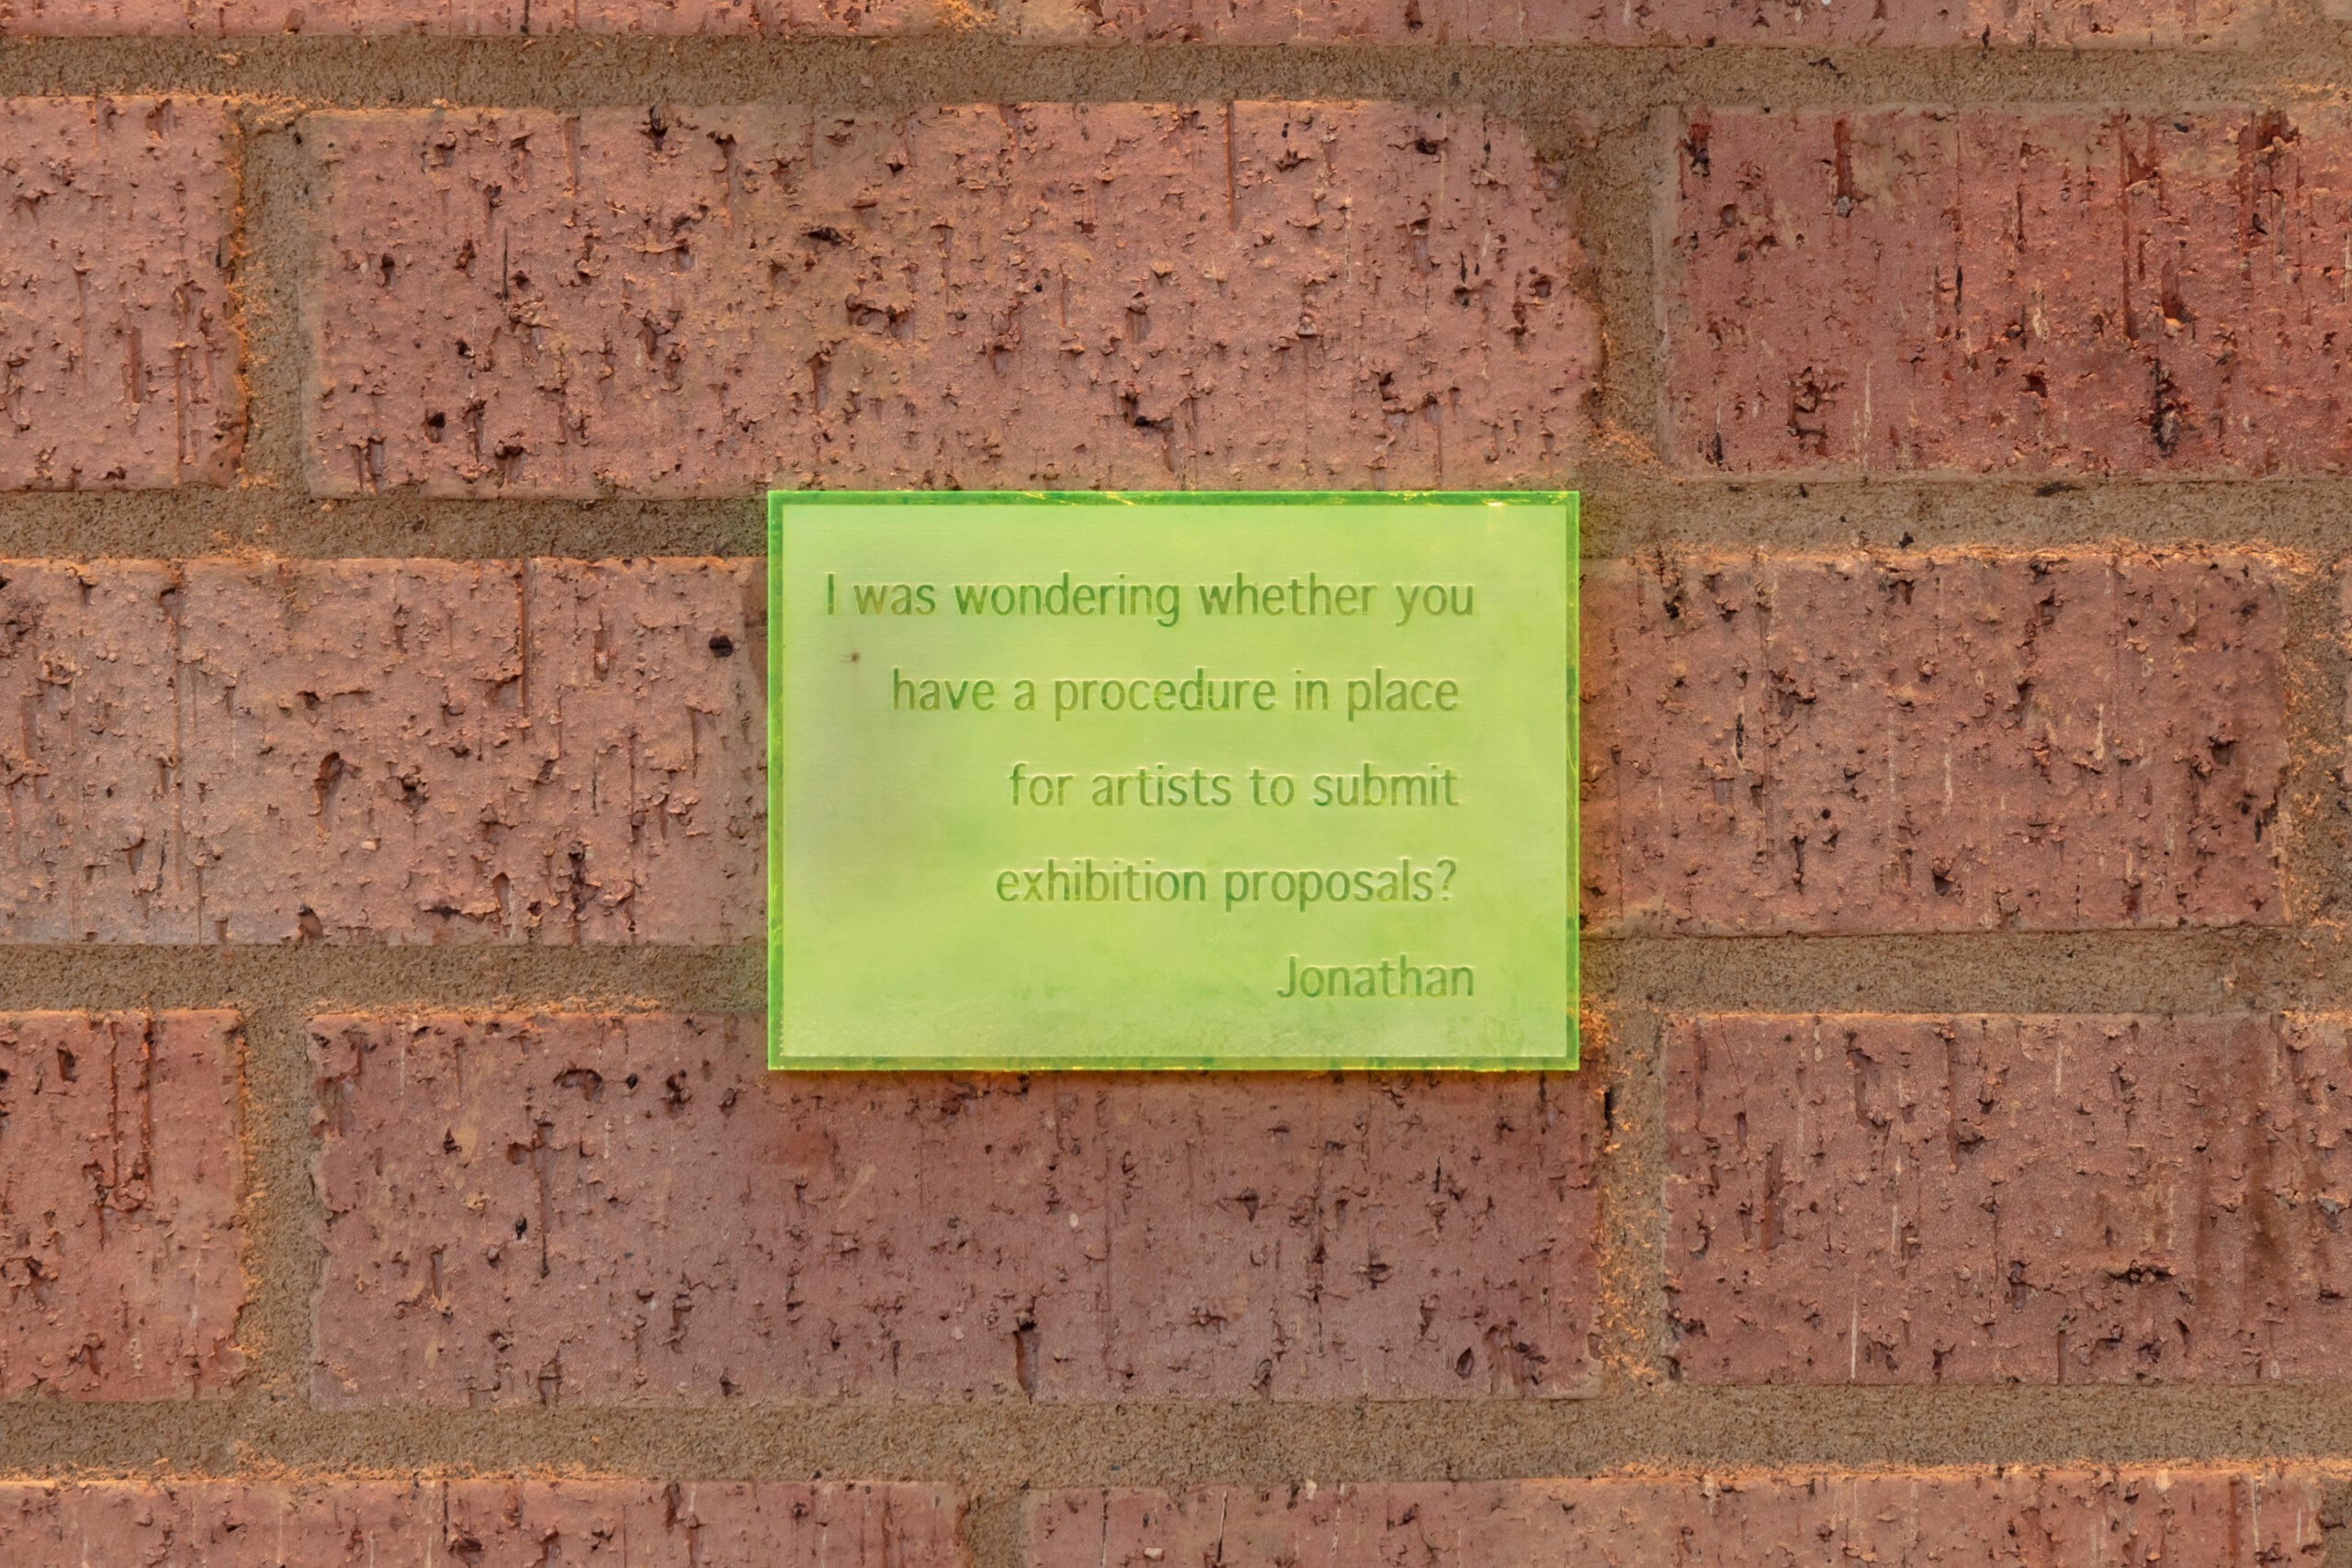 I was wondering whether you
have a procedure in place
for artists to submit
exhibition proposals?
Jonathan